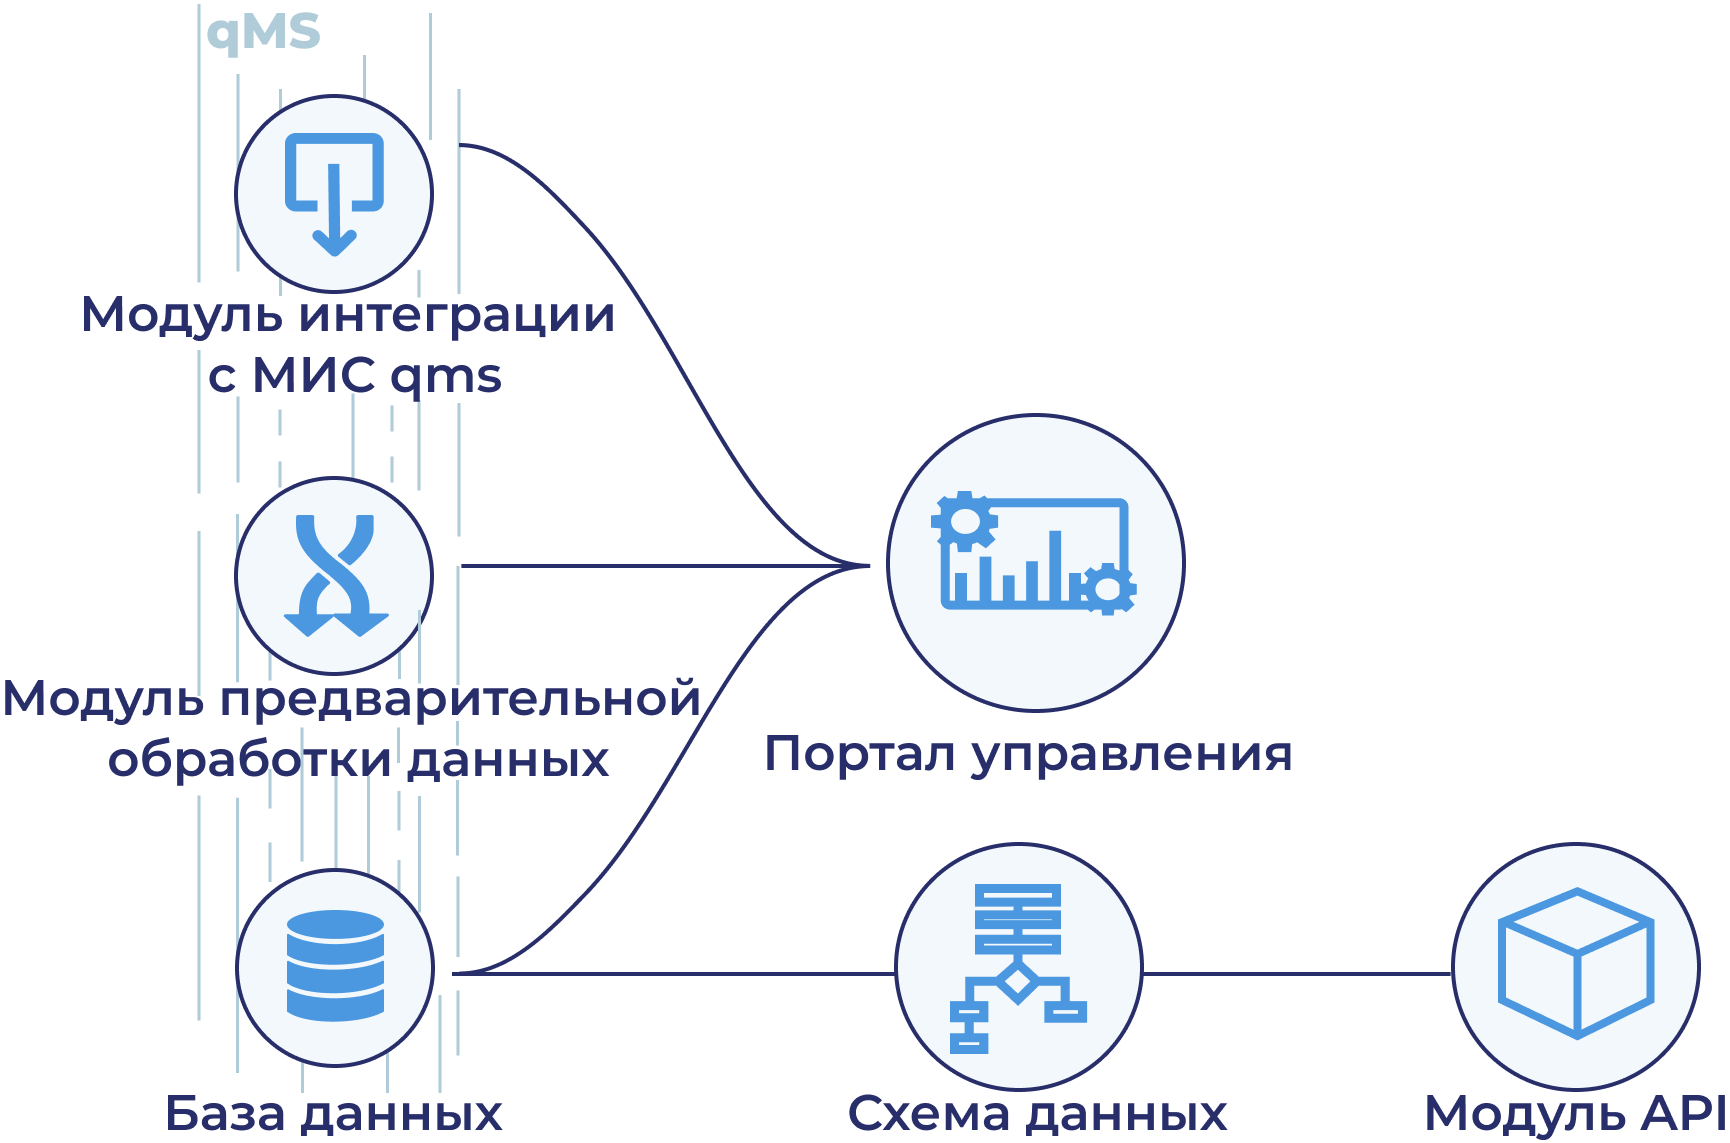 qMS
Модуль интеграции
с МИС qms
Модуль предварительной
обработки данных
Портал управления
База данных
Схема данных
Модуль API